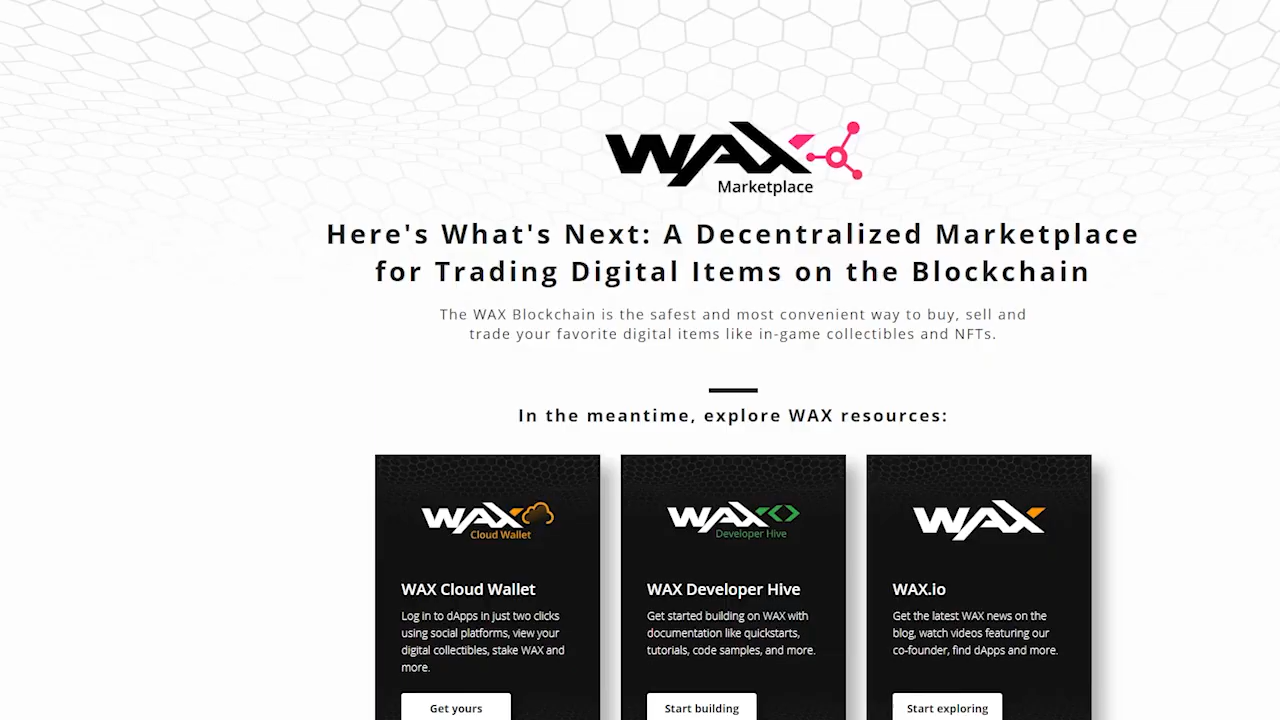 WAX
Marketplace
Here's What's Next: A Decentralized Marketplace
for Trading Digital Items on the Blockchain
The WAX Blockchain is the safest and most convenient way to buy, sell and
trade your favorite digital items like in-game collectibles and NFTs.
In the meantime, explore WAX resources:
WAX
Cloud Wallet
WAX Cloud Wallet
Log in to dApps in just two clicks
using social platforms, view your
digital collectibles, stake WAX and
more.
Get yours
WAX
Developer Hive
WAX Developer Hive
Get started building on WAX with
documentation like quickstarts,
tutorials, code samples, and more.
Start building
WAX
WAX.io
Get the latest WAX news on the
blog, watch videos featuring our
co-founder, find dApps and more.
Start exploring